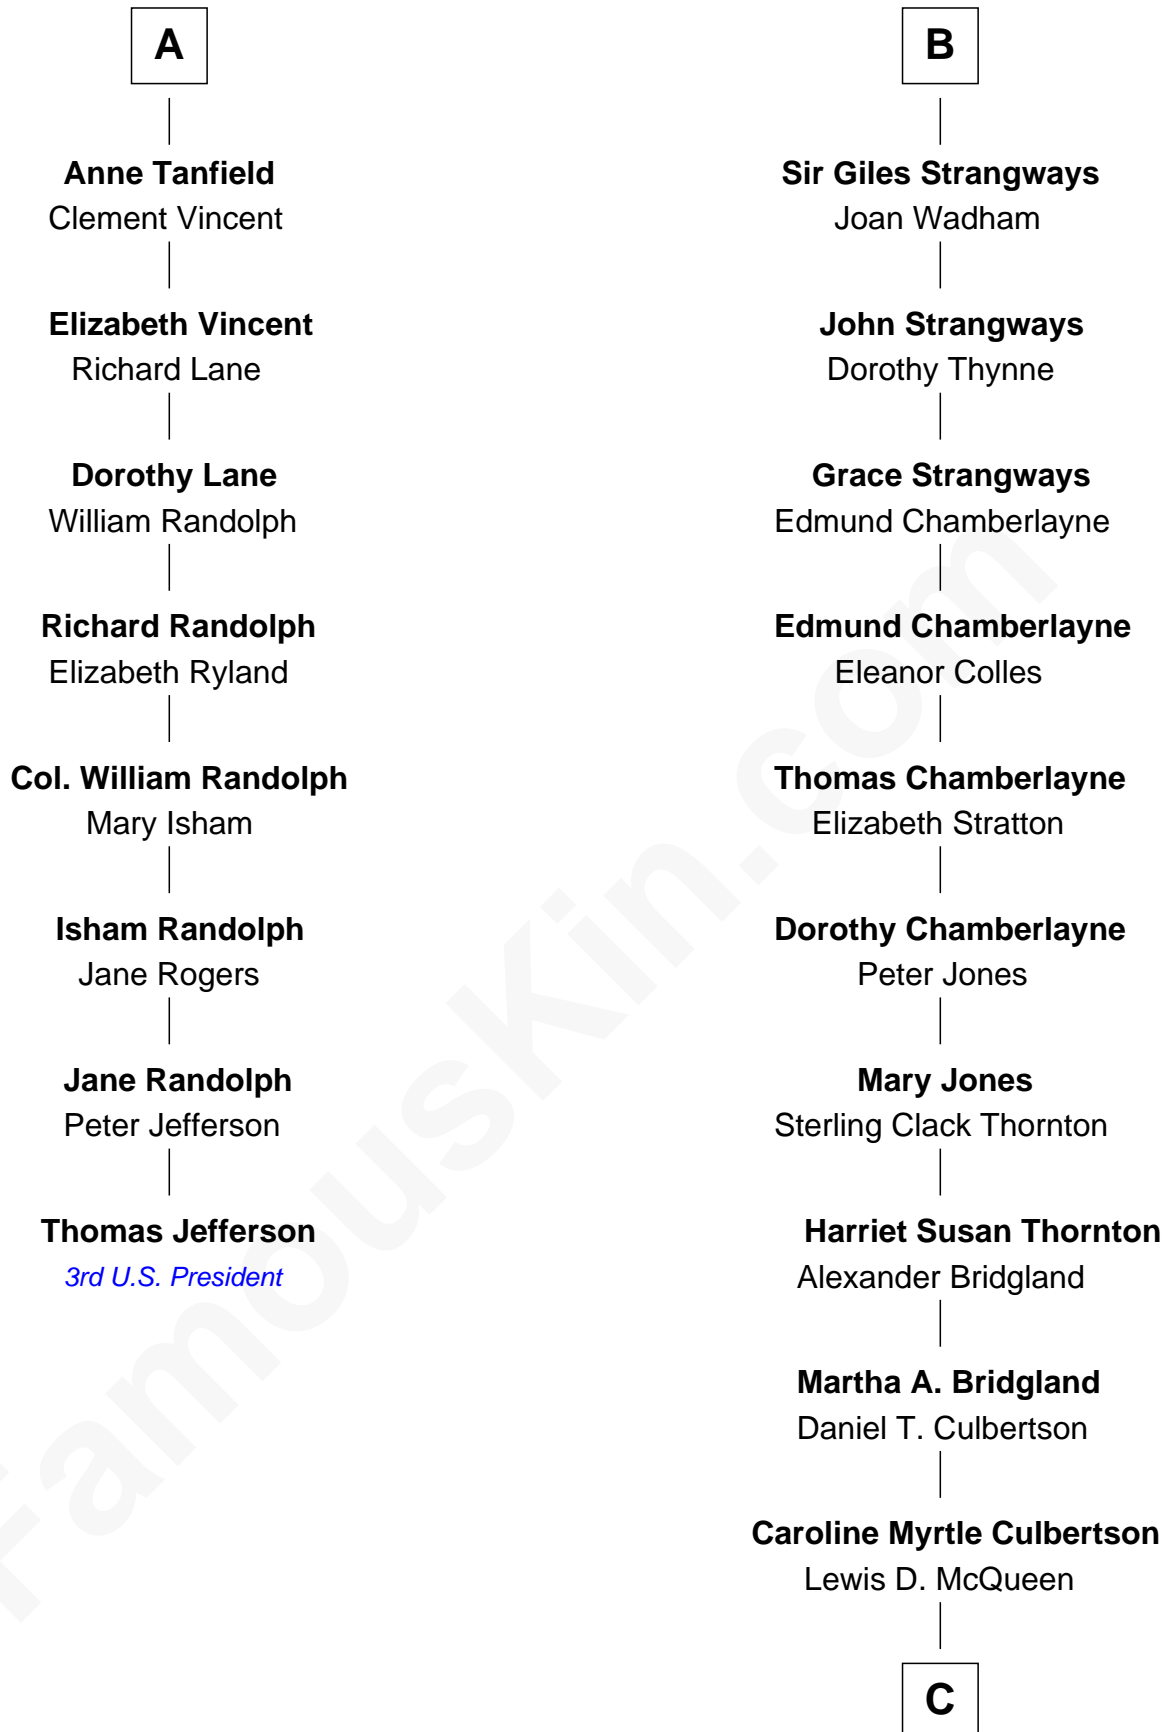 A
Anne Tanfield
Clement Vincent
Elizabeth Vincent
Richard Lane
Dorothy Lane
William Randolph
Richard Randolph
Elizabeth Ryland
Col. William Randolph
Mary Isham
Isham Randolph
Jane Rogers
Jane Randolph
Peter Jefferson
Thomas Jefferson
3rd U.S. President
B
Sir Giles Strangways
Joan Wadham
John Strangways
Dorothy Thynne
Grace Strangways
Edmund Chamberlayne
Edmund Chamberlayne
Eleanor Colles
Thomas Chamberlayne
Elizabeth Stratton
Dorothy Chamberlayne
Peter Jones
Mary Jones
Sterling Clack Thornton
Harriet Susan Thornton
Alexander Bridgland
Martha A. Bridgland
Daniel T. Culbertson
Caroline Myrtle Culbertson
Lewis D. McQueen
C
FamousKin.com